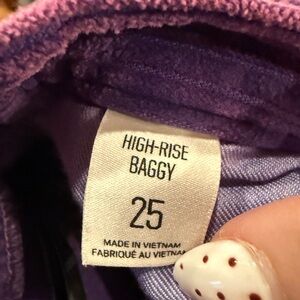 HIGH-RISE
BAGGY
25
MADE IN VIETNAM
FABRIQUÉ AU VIETNAM